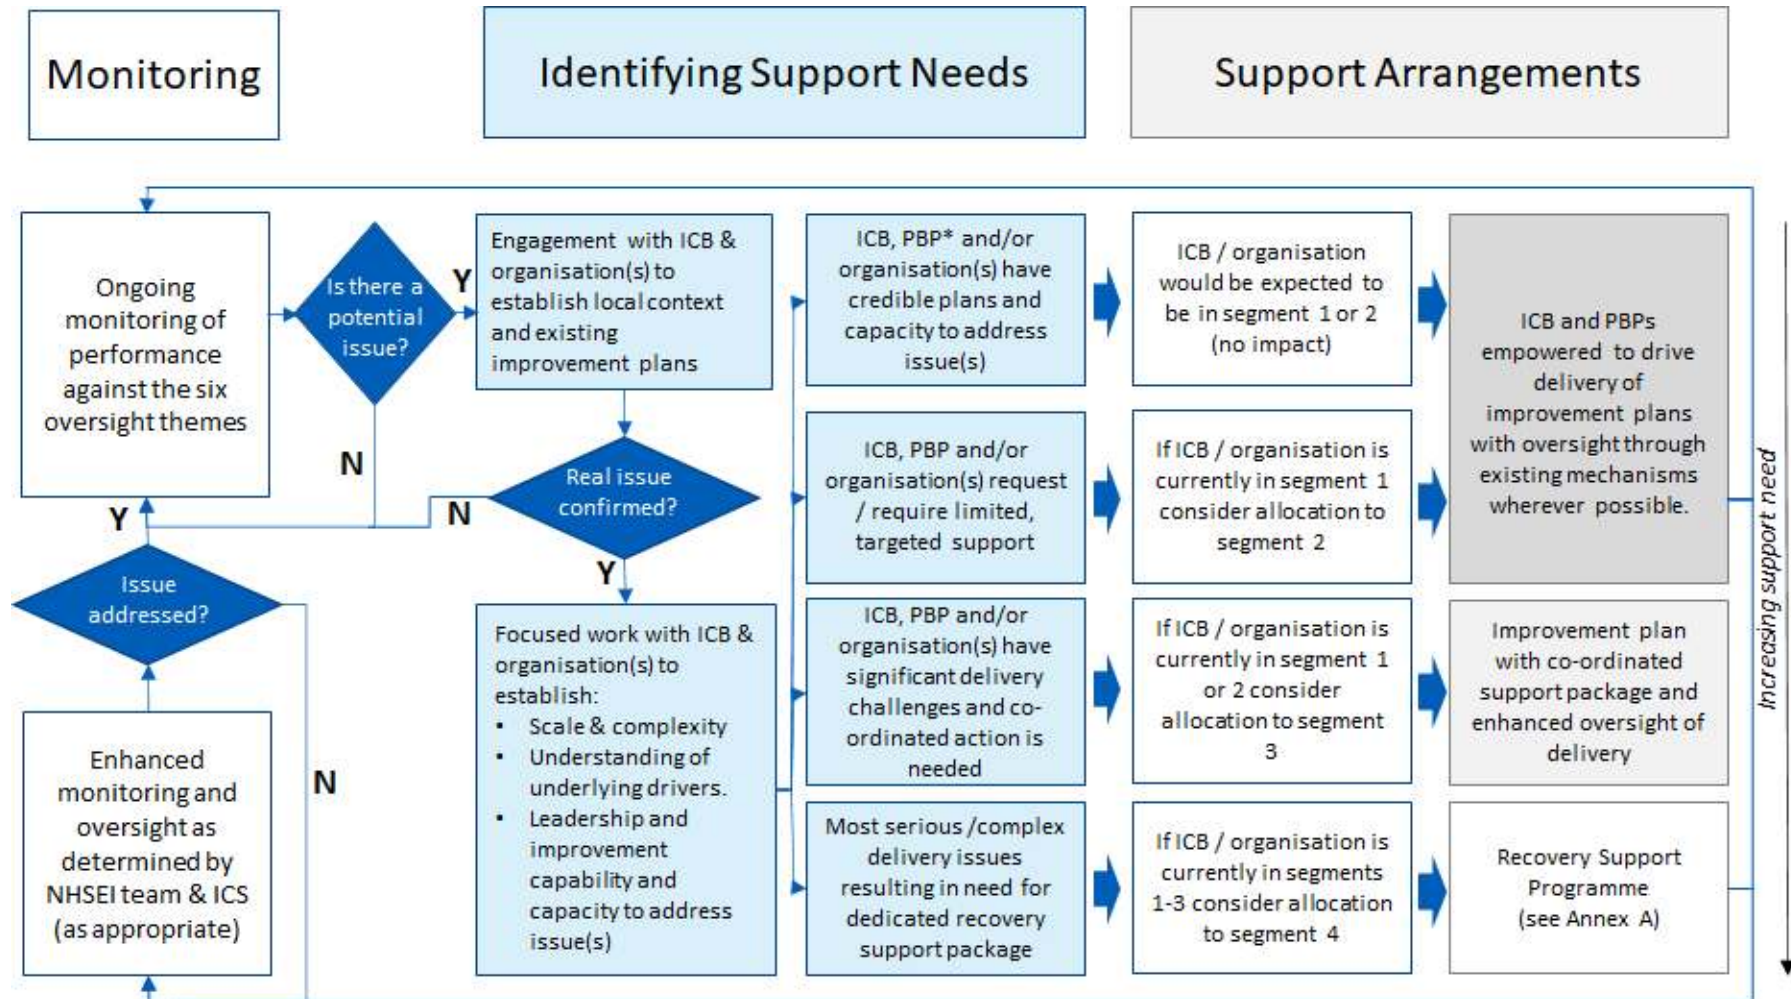 Monitoring
Identifying Support Needs
Support Arrangements
Ongoing
monitoring of
performance
against the six
oversight themes
Is there a
potential
issue?
Y
N
Engagement with ICB &
organisation(s) to
establish local context
and existing
improvement plans
Real issue
confirmed?
N
Y
Y
Issue
addressed?
N
Enhanced
monitoring and
oversight as
determined by
NHSEI team & ICS
(as appropriate)
Focused work with ICB &
organisation(s) to
establish:
• Scale & complexity
• Understanding of
underlying drivers.
• Leadership and
improvement
capability and
capacity to address
issue(s)
ICB, PBP* and/or
organisation(s) have
credible plans and
capacity to address
issue(s)
ICB / organisation
would be expected to
be in segment 1 or 2
(no impact)
ICB and PBPs
empowered to drive
delivery of
improvement plans
with oversight through
existing mechanisms
wherever possible.
ICB, PBP and/or
organisation(s) request
/ require limited,
targeted support
If ICB / organisation is
currently in segment 1
consider allocation to
segment 2
ICB, PBP and/or
organisation(s) have
significant delivery
challenges and co-
ordinated action is
needed
If ICB / organisation is
currently in segment 1
or 2 consider
allocation to segment
3
Improvement plan
with co-ordinated
support package and
enhanced oversight of
delivery
Most serious /complex
delivery issues
resulting in need for
dedicated recovery
support package
If ICB / organisation is
currently in segments
1-3 consider allocation
to segment 4
Recovery Support
Programme
(see Annex A)
Increasing support need